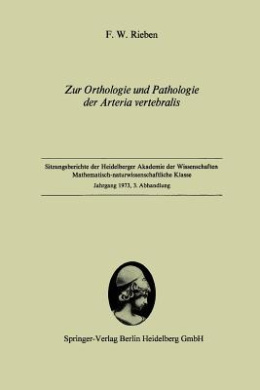 F. W. Rieben
Zur Orthologie und Pathologie
der Arteria vertebralis
Sitzungsberichte der Heidelberger Akademie der Wissenschaften
Mathematisch-naturwissenschaftliche Klasse
Jahrgang 1973, 3. Abhandlung
Springer-Verlag Berlin Heidelberg GmbH